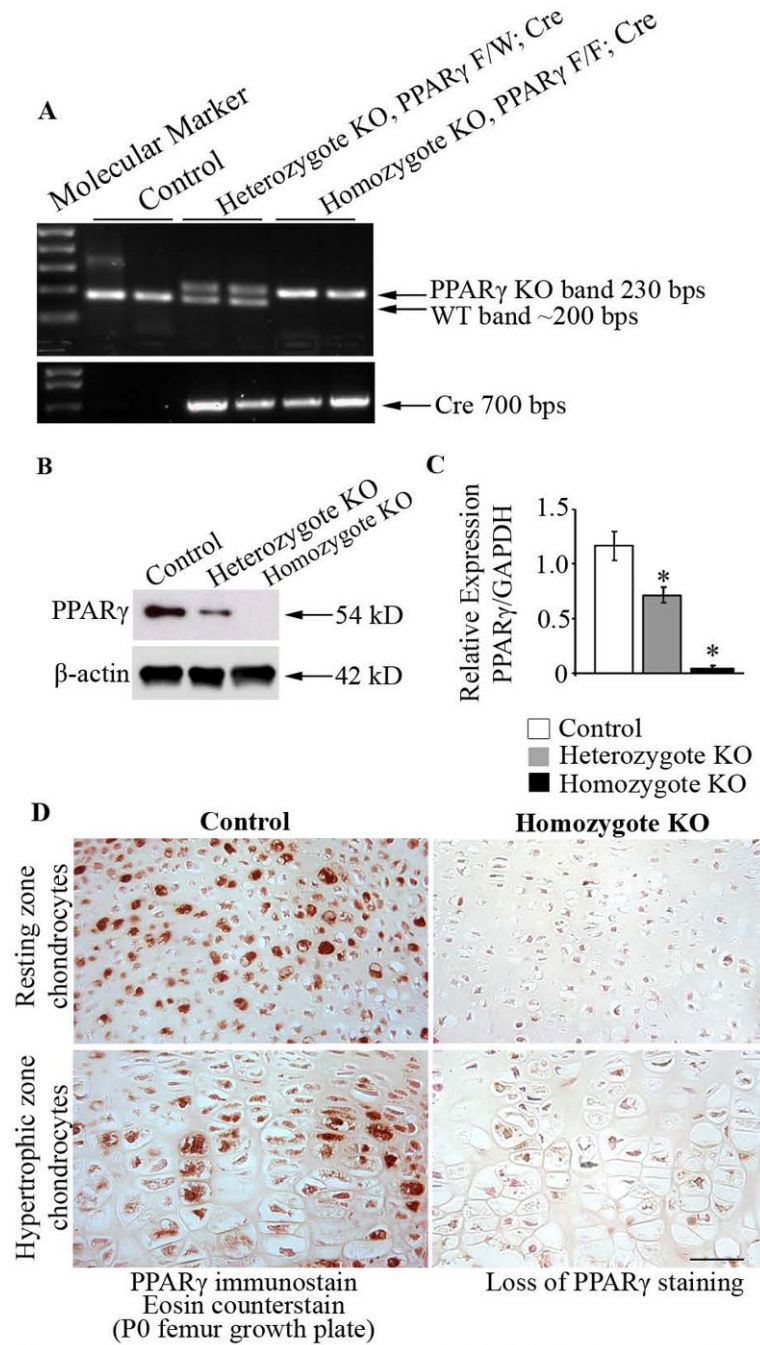 A
Molecular Marker
Control
Heterozygote KO, PPARγ F/W; Cre
Homozygote KO, PPARγ F/F; Cre
PPARγ KO band 230 bps
WT band ~200 bps
Cre 700 bps
B
Control
Heterozygote KO
Homozygote KO
PPARγ
54 kD
β-actin
42 kD
C
Relative Expression
PPARγ/GAPDH
1.5
1.0
0.5
0
*
*
Control
Heterozygote KO
Homozygote KO
D
Control
Homozygote KO
Resting zone
chondrocytes
Hypertrophic zone
chondrocytes
PPARγ immunostain
Eosin counterstain
(P0 femur growth plate)
Loss of PPARγ staining